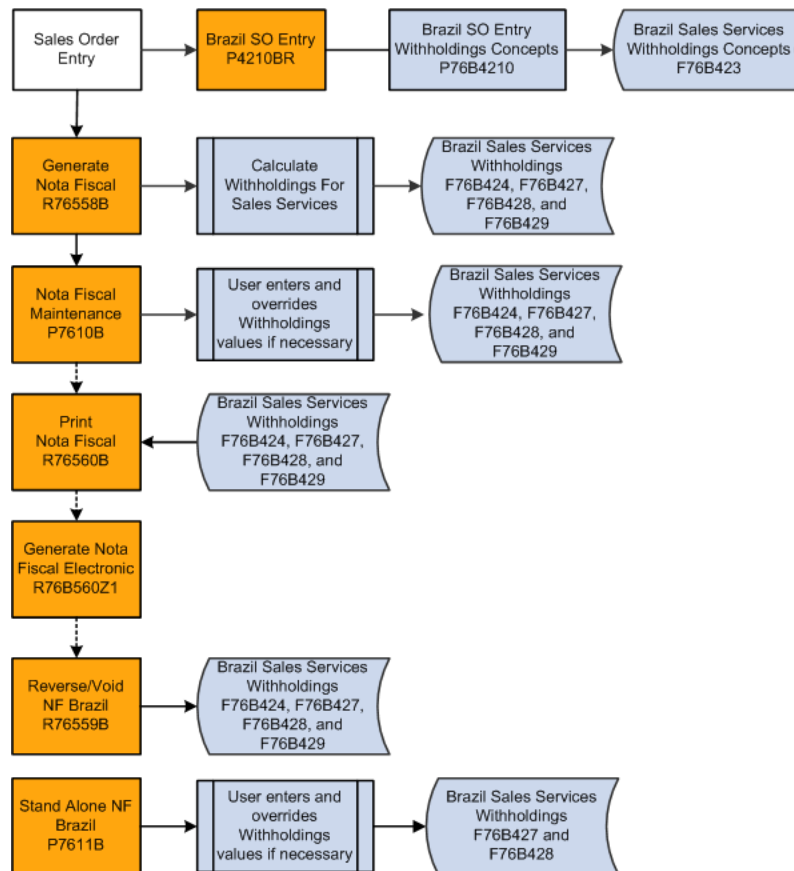 Sales Order
Entry
Brazil SO Entry
P4210BR
Brazil SO Entry
Withholdings Concepts
P76B4210
Brazil Sales Services
Withholdings Concepts
F76B423
Generate
Nota Fiscal
R76558B
Calculate
Withholdings For
Sales Services
Brazil Sales Services
Withholdings
F76B424, F76B427,
F76B428, and
F76B429
Nota Fiscal
Maintenance
P7610B
User enters and
overrides
Withholdings
values if necessary
Brazil Sales Services
Withholdings
F76B424, F76B427,
F76B428, and
F76B429
Print
Nota Fiscal
R76560B
Brazil Sales Services
Withholdings
F76B424, F76B427,
F76B428, and
F76B429
Generate Nota
Fiscal Electronic
R76B560Z1
Reverse/Void
NF Brazil
R76559B
Brazil Sales Services
Withholdings
F76B424, F76B427,
F76B428, and
F76B429
Stand Alone NF
Brazil
P7611B
User enters and
overrides
Withholdings
values if necessary
Brazil Sales Services
Withholdings
F76B427 and
F76B428